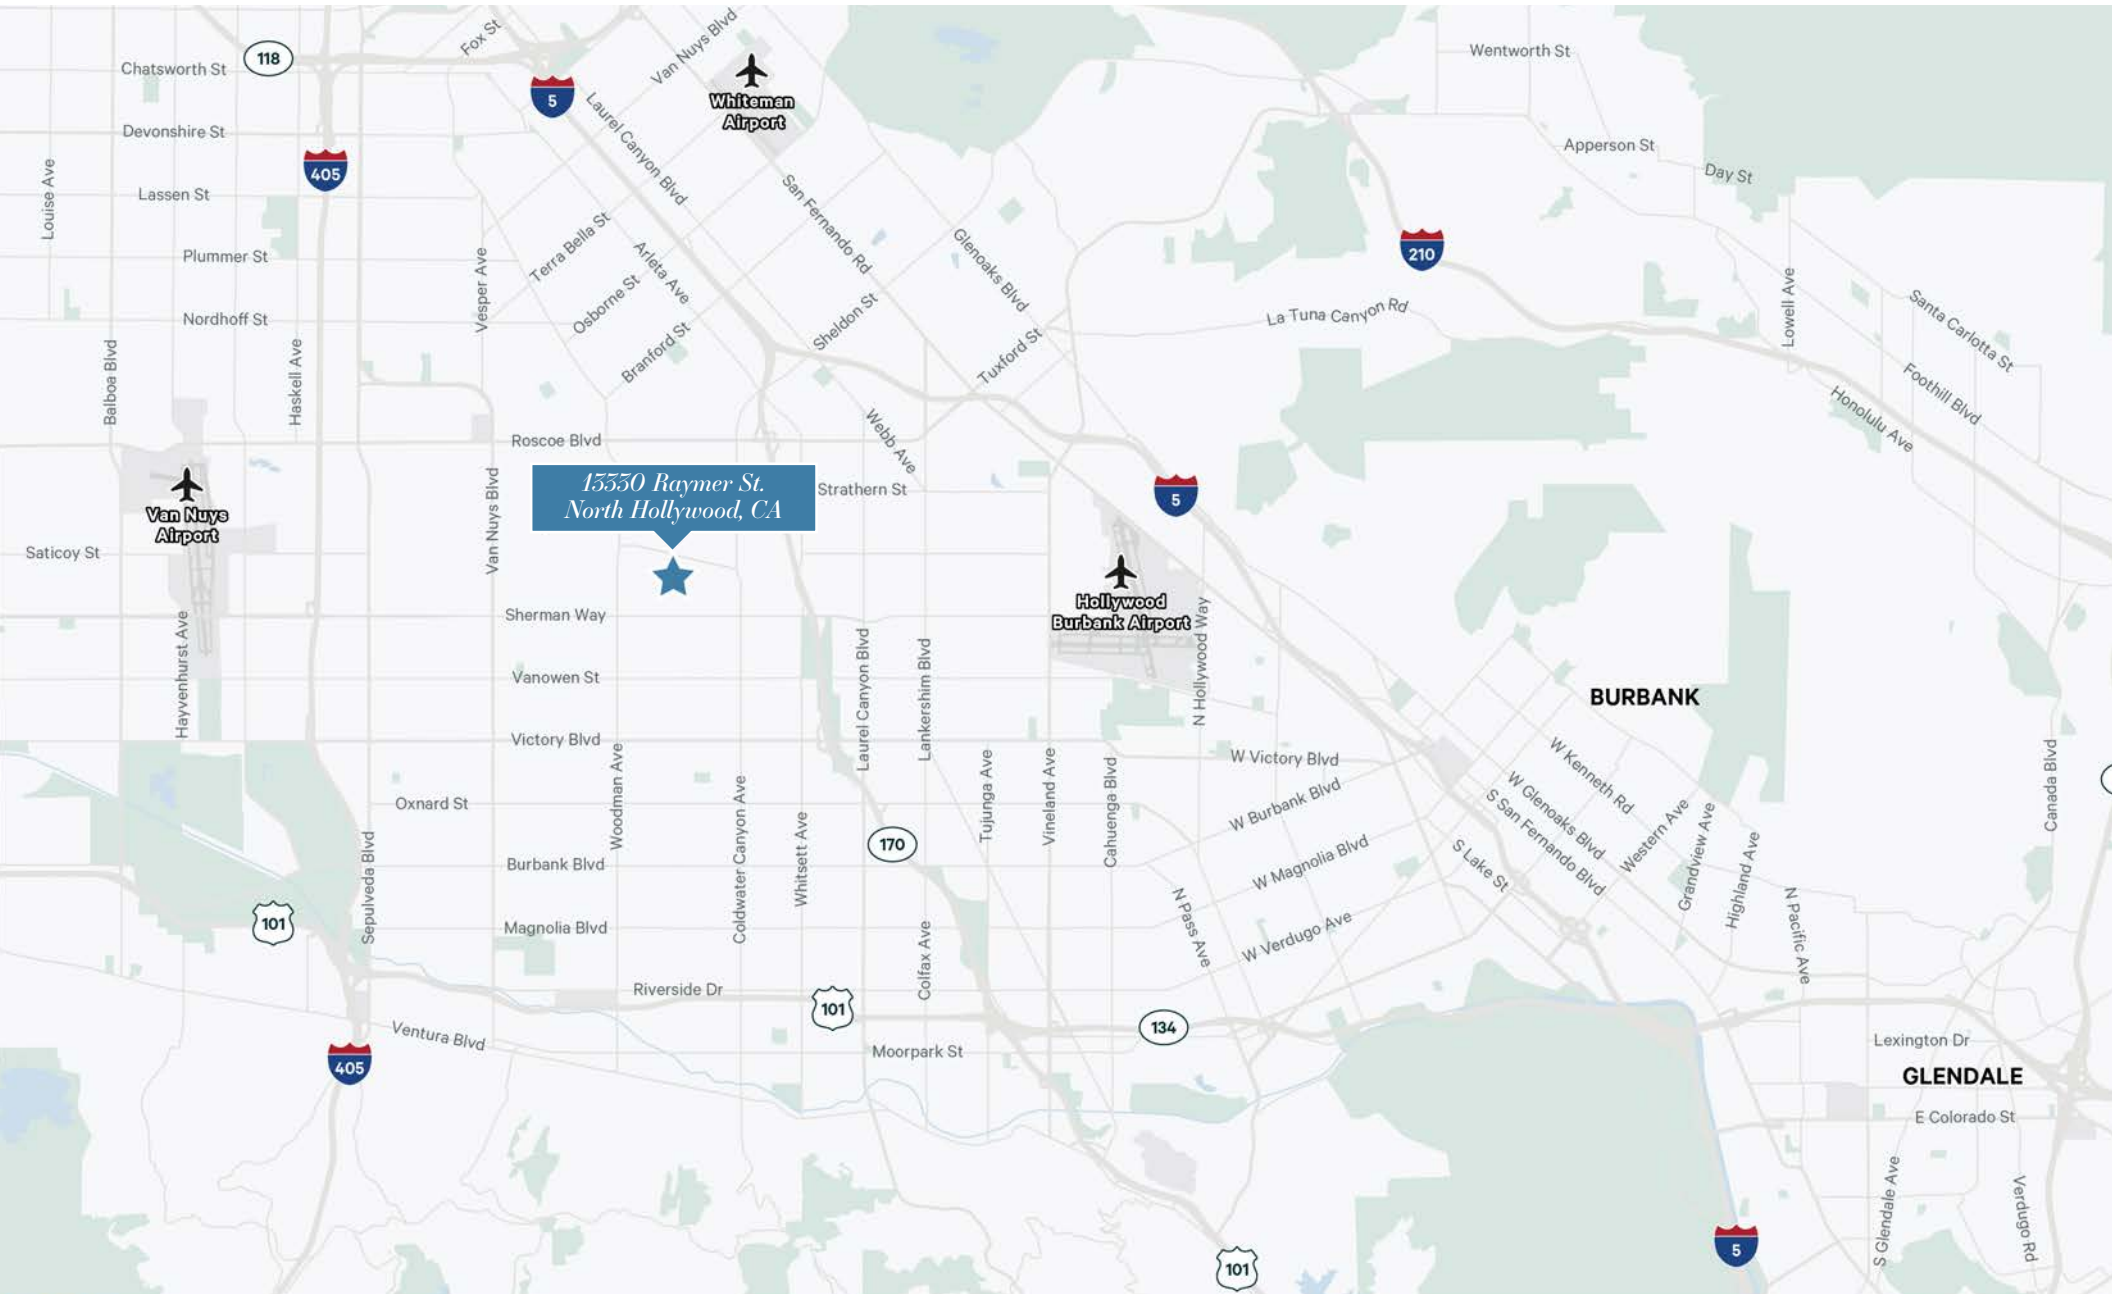 Fox St
Van Nuys Blvd
Wentworth St
118
Chatsworth St
5
Whiteman
Airport
Laurel Canyon Blvd
Devonshire St
Apperson St
405
Day St
Louise Ave
Lassen St
San Fernando Rd
Terra Bella St
Arleta Ave
Glenoaks Blvd
210
Plummer St
Vesper Ave
Osborne St
Sheldon St
La Tuna Canyon Rd
Lowell Ave
Santa Carlotta St
Nordhoff St
Branford St
Tuxford St
Balboa Blvd
Haskell Ave
Foothill Blvd
Honolulu Ave
Webb Ave
Roscoe Blvd
13330 Raymer St.
North Hollywood, CA
Strathern St
5
Van Nuys
Airport
Van Nuys Blvd
Saticoy St
Hollywood
Burbank Airport
Sherman Way
Hayvenhurst Ave
N Hollywood Way
Vanowen St
Laurel Canyon Blvd
Lankershim Blvd
BURBANK
Victory Blvd
W Victory Blvd
W Kenneth Rd
Canada Blvd
Woodman Ave
Tujunga Ave
Vineland Ave
Cahuenga Blvd
W Glenoaks Blvd
Oxnard St
W Burbank Blvd
S San Fernando Blvd
Western Ave
Coldwater Canyon Ave
Whitsett Ave
170
Grandview Ave
Burbank Blvd
W Magnolia Blvd
S Lake St
Highland Ave
Sepulveda Blvd
101
Magnolia Blvd
N Pass Ave
W Verdugo Ave
N Pacific Ave
Colfax Ave
Riverside Dr
101
134
Ventura Blvd
Moorpark St
Lexington Dr
405
GLENDALE
E Colorado St
S Glendale Ave
Verdugo Rd
5
101